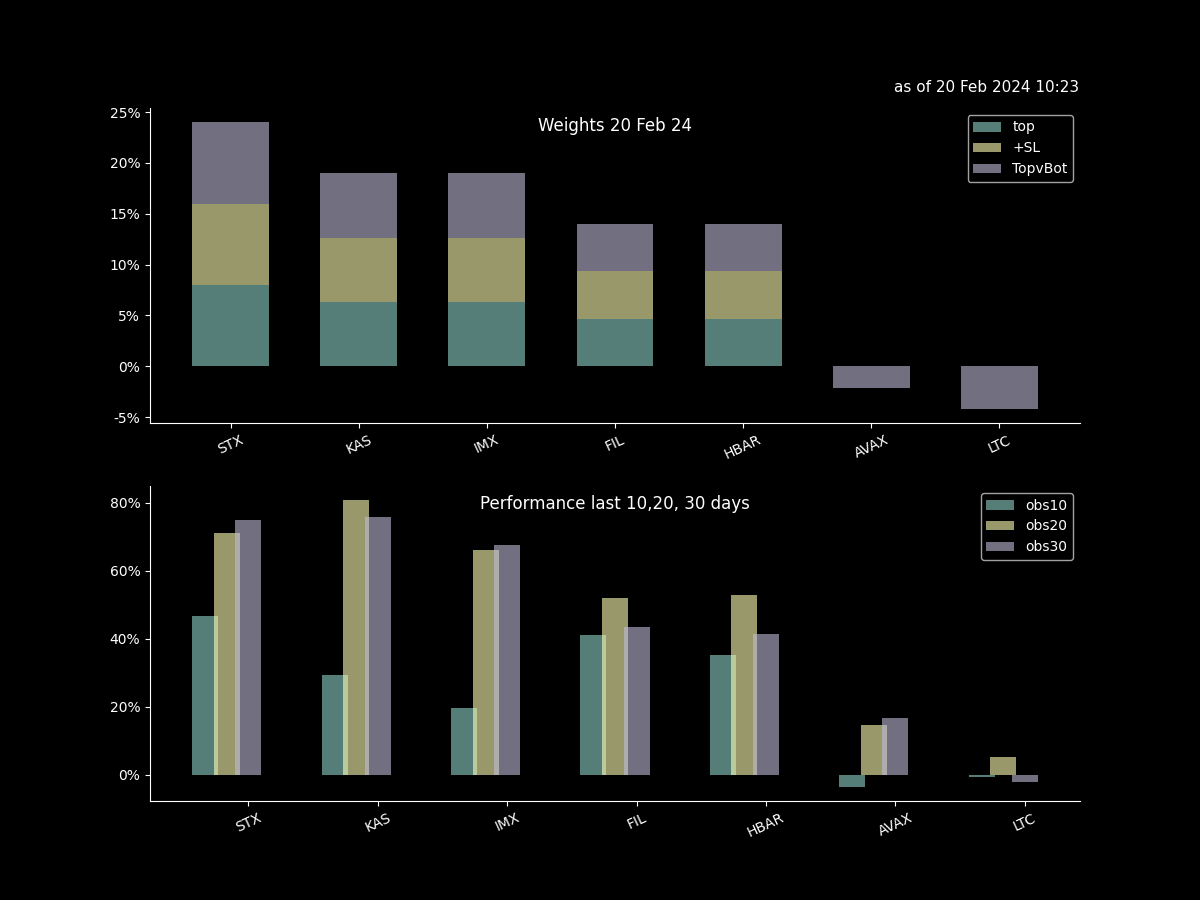 as of 20 Feb 2024 10:23
Weights 20 Feb 24
top
+SL
TopvBot
25%
20%
15%
10%
5%
0%
-5%
STX KAS IMX FIL HBAR AVAX LTC
Performance last 10,20, 30 days
obs10
obs20
obs30
80%
60%
40%
20%
0%
STX KAS IMX FIL HBAR AVAX LTC